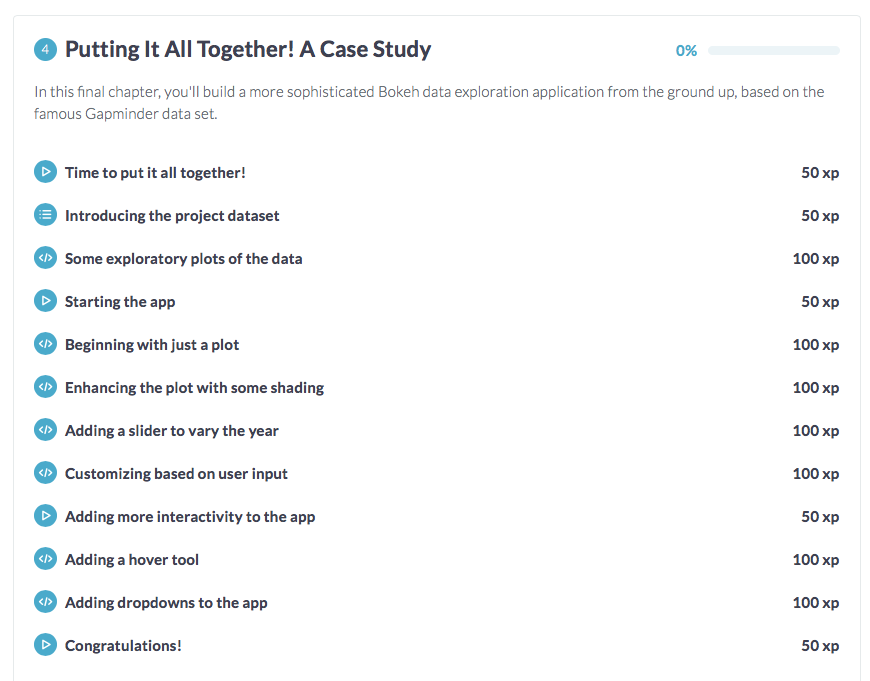 4 Putting It All Together! A Case Study 0%
In this final chapter, you'll build a more sophisticated Bokeh data exploration application from the ground up, based on the
famous Gapminder data set.
Time to put it all together! 50 xp
Introducing the project dataset 50 xp
Some exploratory plots of the data 100 xp
Starting the app 50 xp
Beginning with just a plot 100 xp
Enhancing the plot with some shading 100 xp
Adding a slider to vary the year 100 xp
Customizing based on user input 100 xp
Adding more interactivity to the app 50 xp
Adding a hover tool 100 xp
Adding dropdowns to the app 100 xp
Congratulations! 50 xp